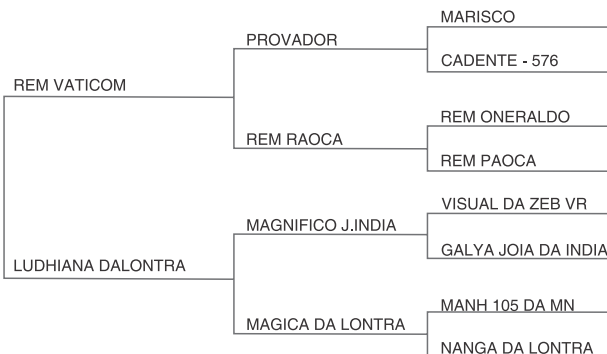 MARISCO
PROVADOR
CADENTE - 576
REM VATICOM
REM ONERALDO
REM RAOCA
REM PAOCA
VISUAL DA ZEB VR
MAGNIFICO J.INDIA
GALYA JOIA DA INDIA
LUDHIANA DALONTRA
MANH 105 DA MN
MAGICA DA LONTRA
NANGA DA LONTRA